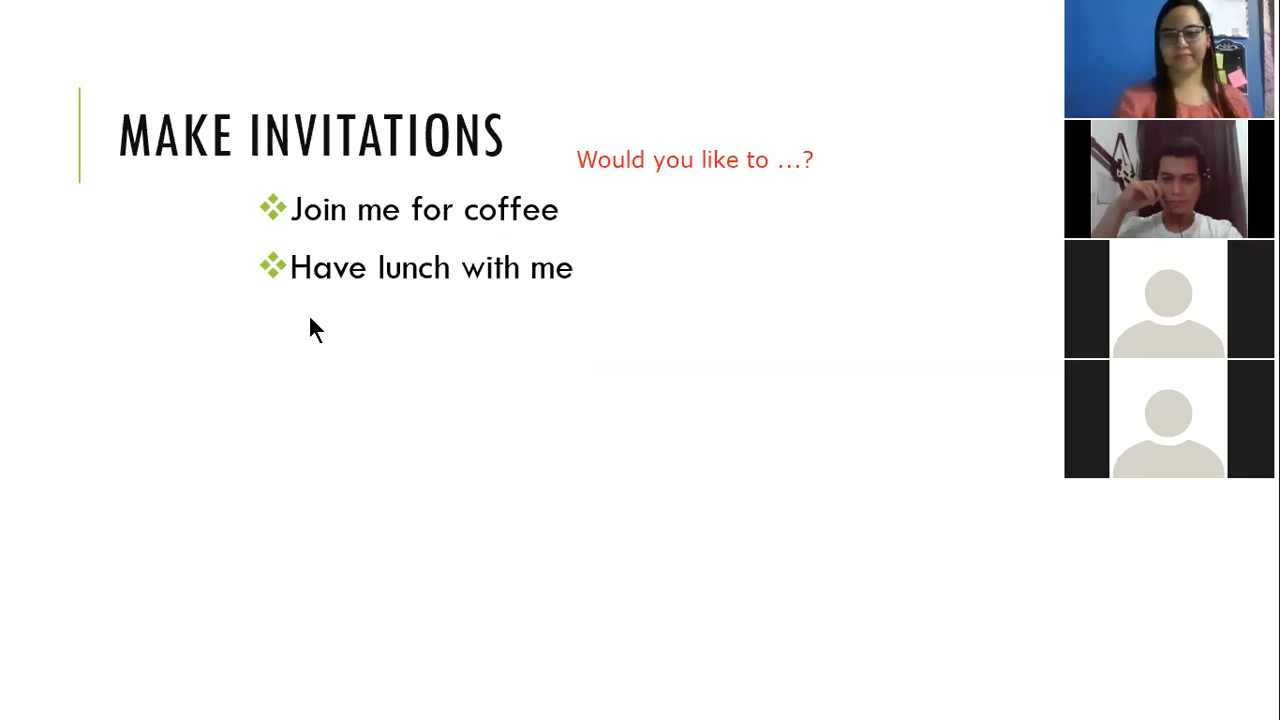 MAKE INVITATIONS
Would you like to ...?
Join me for coffee
Have lunch with me